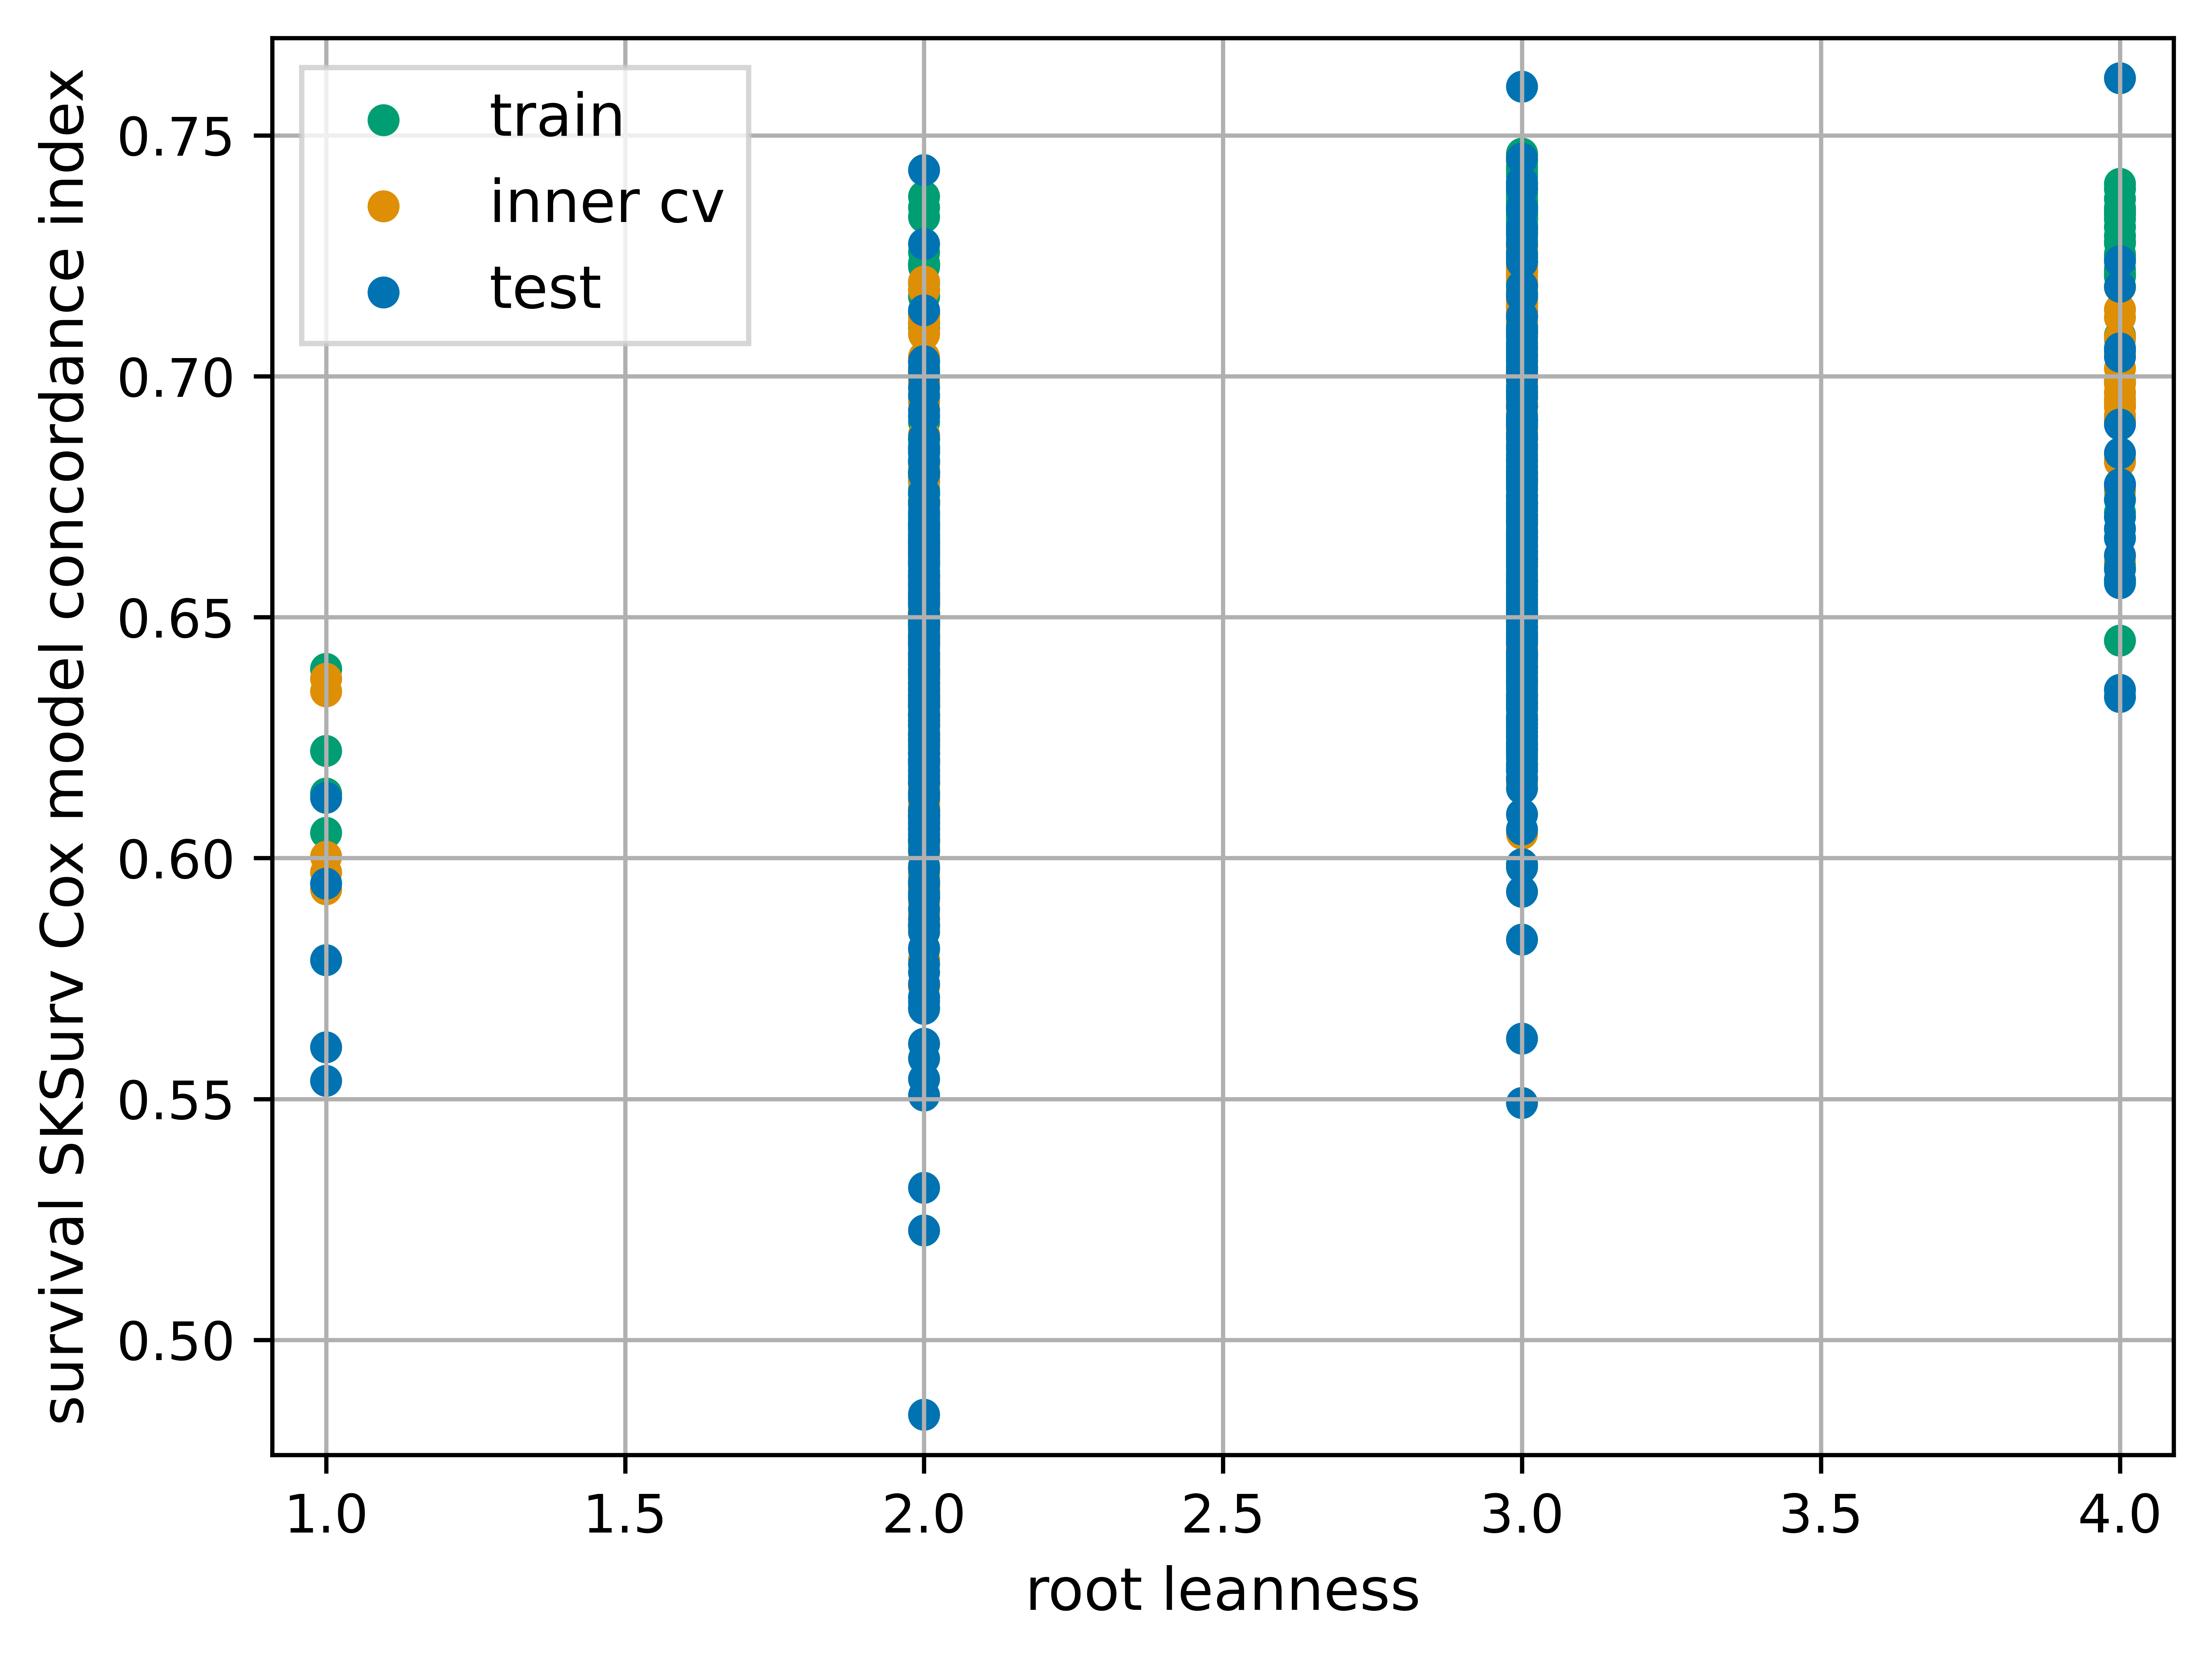 survival SKSurv Cox model concordance index
0.75
0.70
0.65
0.60
0.55
0.50
train
inner cv
test
1.0 1.5 2.0 2.5 3.0 3.5 4.0
root leanness